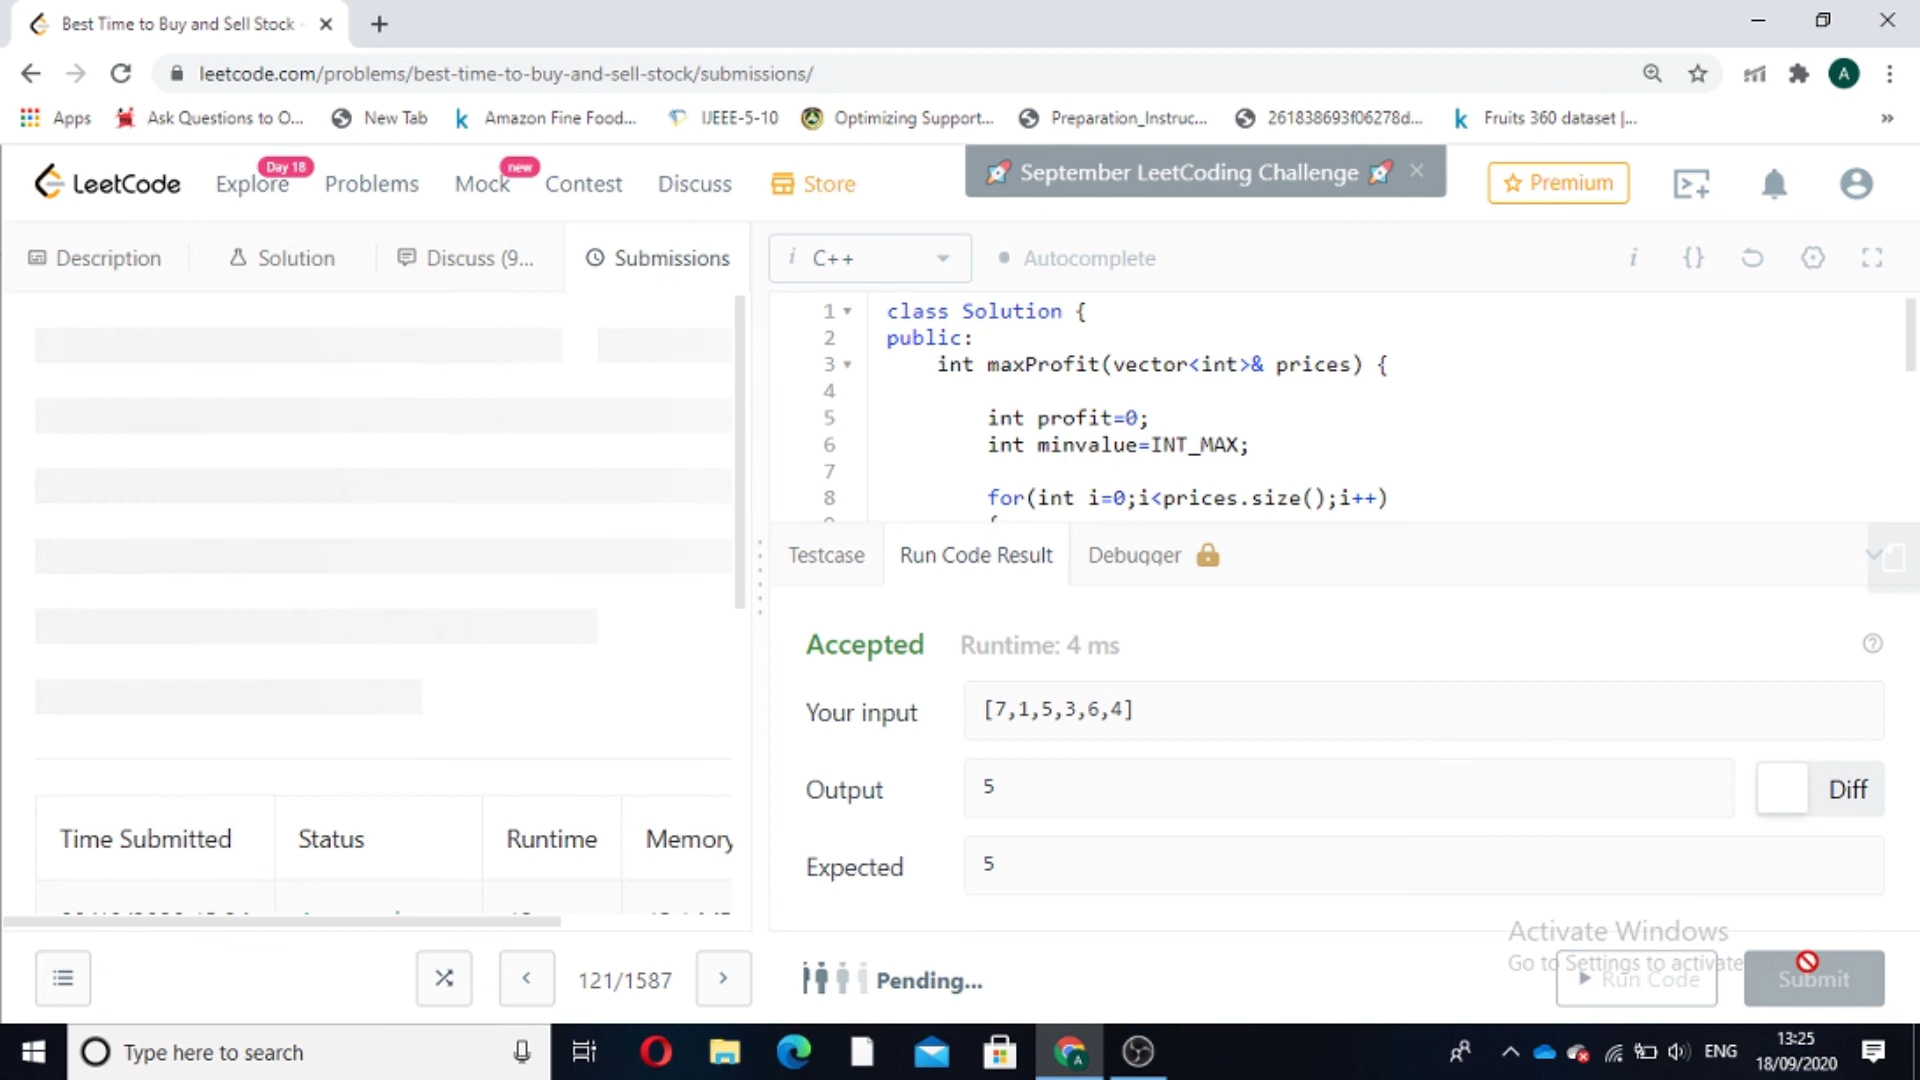 Best Time to Buy and Sell Stock -
leetcode.com/problems/best-time-to-buy-and-sell-stock/submissions/
A
Apps
Ask Questions to O...
New Tab
Amazon Fine Food...
IJEEE-5-10
Optimizing Support...
Preparation_Instruc...
261838693f06278d...
Fruits 360 dataset |...
LeetCode
Explore
Day 18
Problems
Mock
new
Contest
Discuss
Store
September LeetCoding Challenge
Premium
Description
Solution
Discuss (9...
Submissions
C++
Autocomplete
1 class Solution {
2 public:
3 int maxProfit(vector<int>& prices) {
4
5 int profit=0;
6 int minvalue=INT_MAX;
7
8 for(int i=0;i<prices.size();i++)
Testcase
Run Code Result
Debugger
Accepted
Runtime: 4 ms
Your input
[7,1,5,3,6,4]
Output
5
Diff
Expected
5
Time Submitted
Status
Runtime
Memory
121/1587
Pending...
Run Code
Submit
Activate Windows
Go to Settings to activate
Type here to search
ENG
13:25
18/09/2020